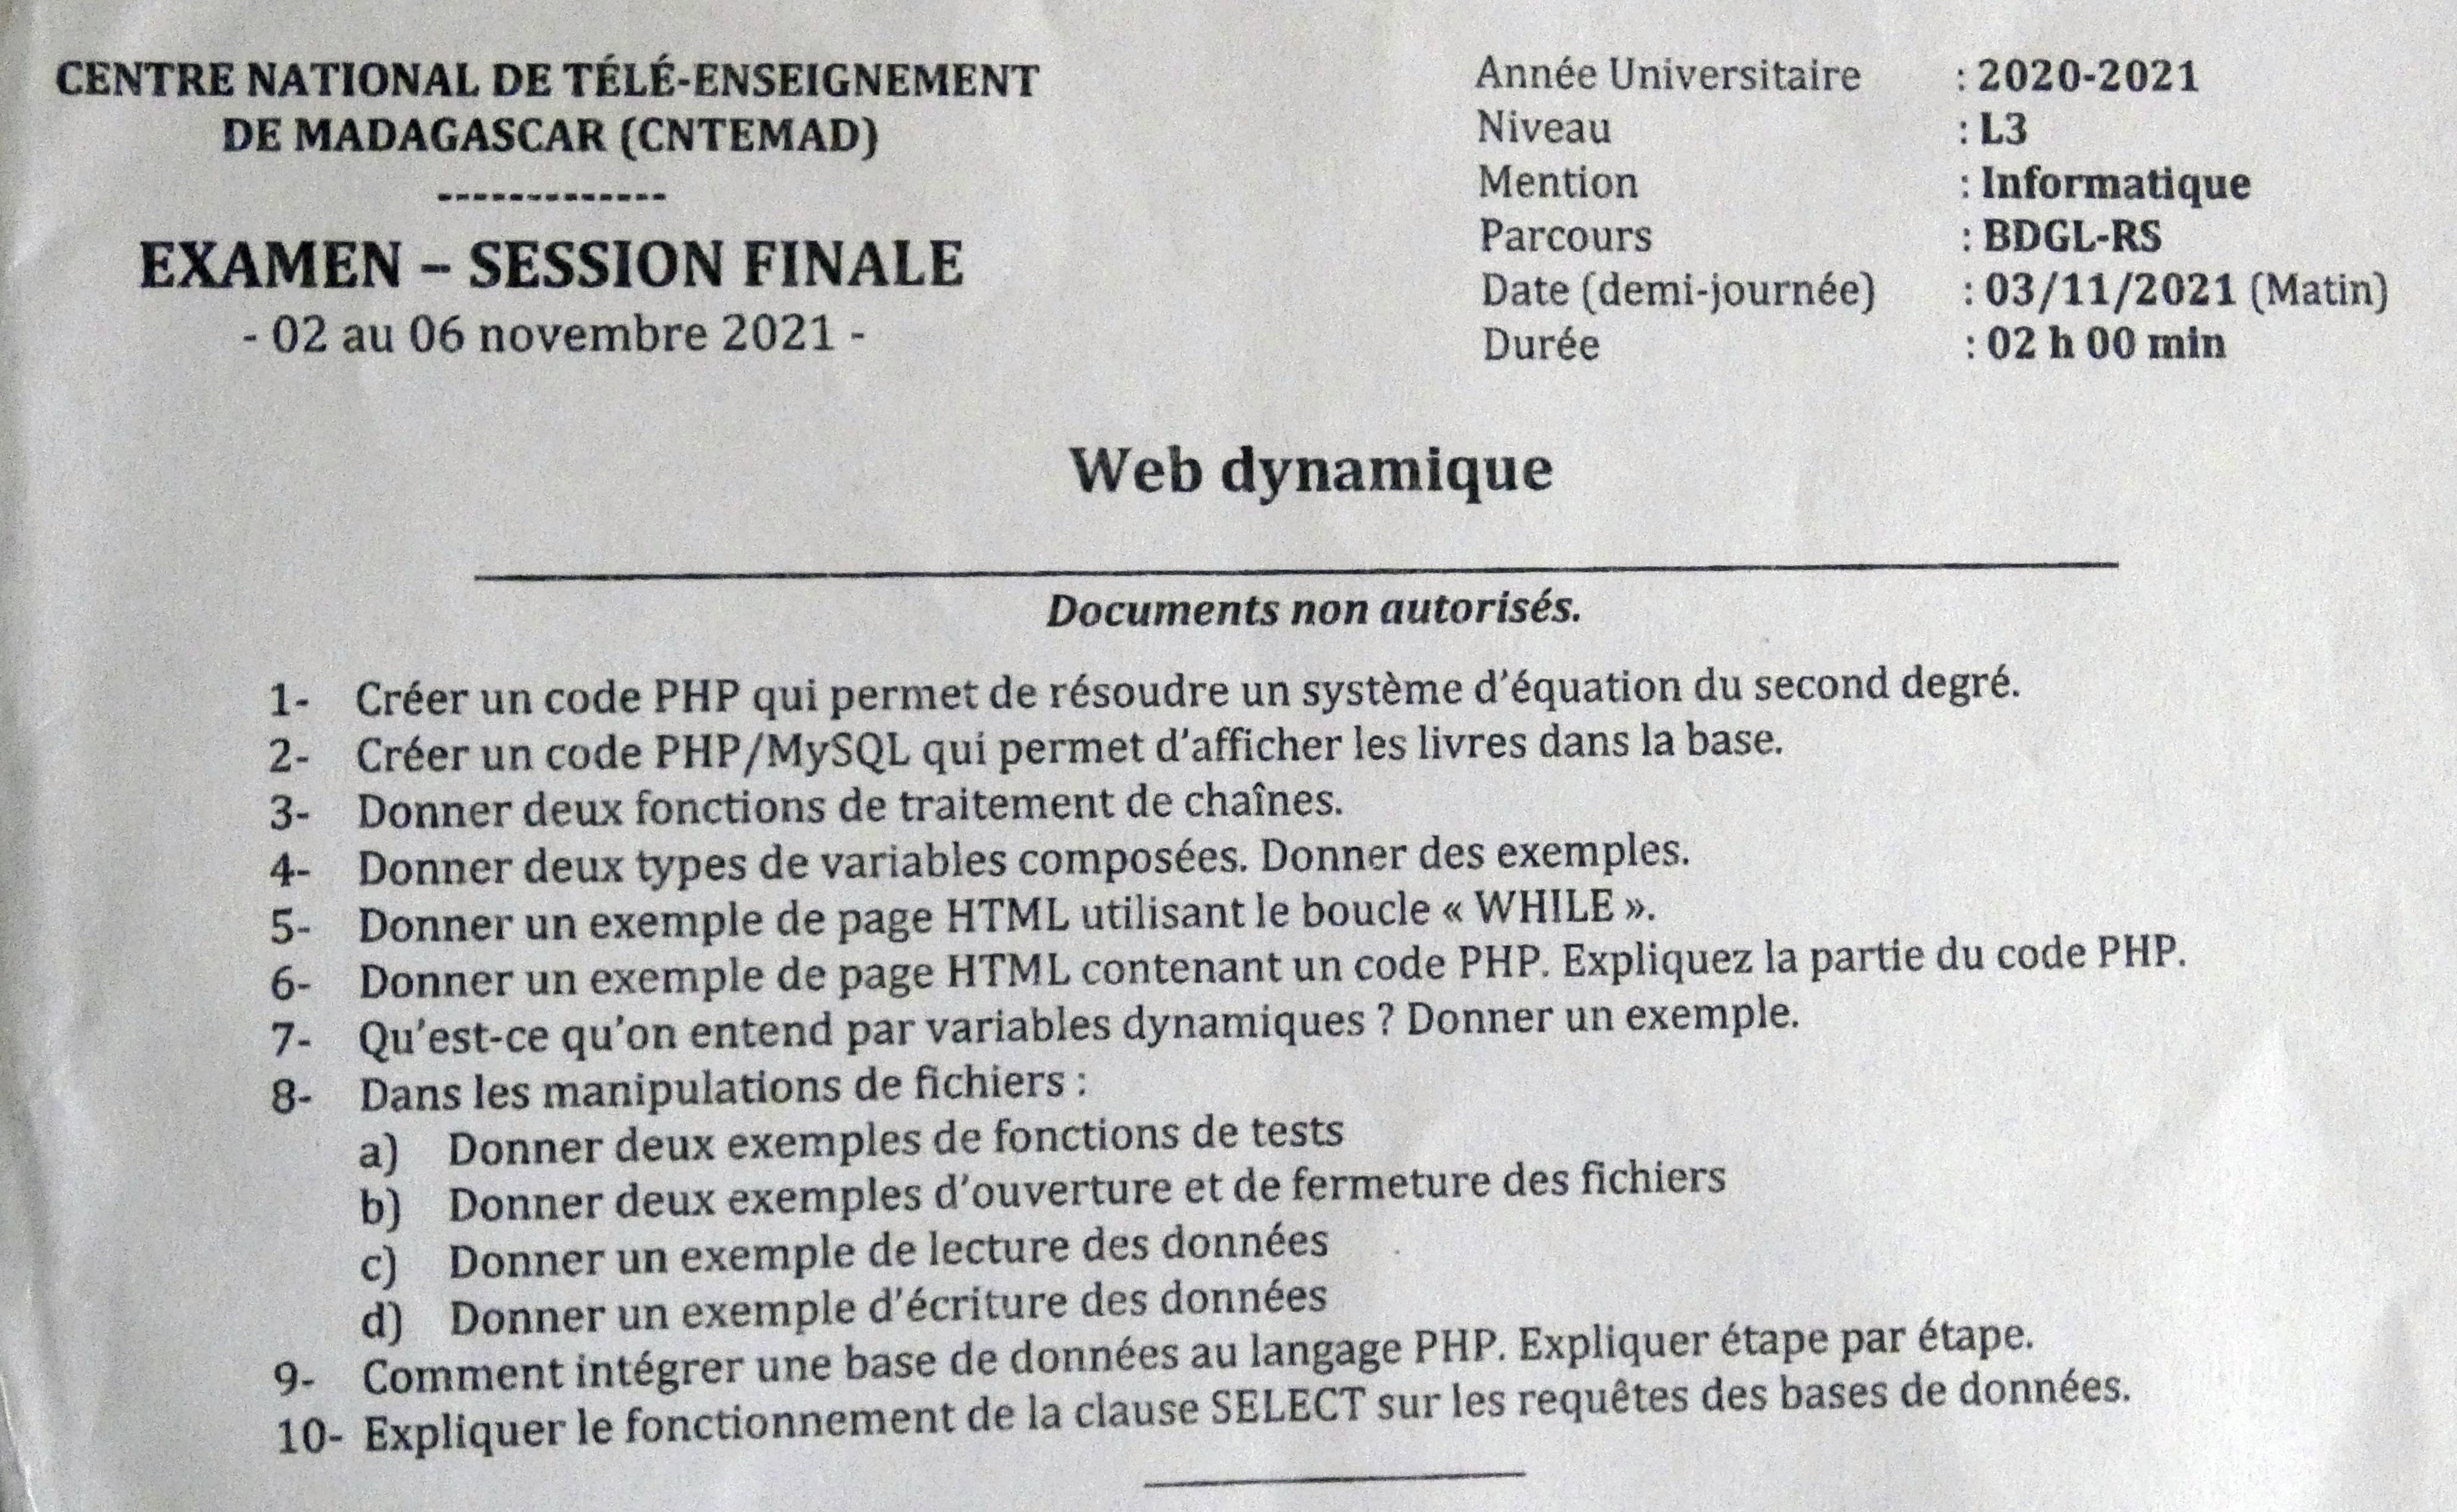 CENTRE NATIONAL DE TÉLÉ-ENSEIGNEMENT
DE MADAGASCAR (CNTEMAD)
-------------
EXAMEN – SESSION FINALE
- 02 au 06 novembre 2021 -
Année Universitaire : 2020-2021
Niveau : L3
Mention : Informatique
Parcours : BDGL-RS
Date (demi-journée) : 03/11/2021 (Matin)
Durée : 02 h 00 min
Web dynamique
Documents non autorisés.
1- Créer un code PHP qui permet de résoudre un système d'équation du second degré.
2- Créer un code PHP/MySQL qui permet d'afficher les livres dans la base.
3- Donner deux fonctions de traitement de chaînes.
4- Donner deux types de variables composées. Donner des exemples.
5- Donner un exemple de page HTML utilisant le boucle « WHILE ».
6- Donner un exemple de page HTML contenant un code PHP. Expliquez la partie du code PHP.
7- Qu'est-ce qu'on entend par variables dynamiques ? Donner un exemple.
8- Dans les manipulations de fichiers :
a) Donner deux exemples de fonctions de tests
b) Donner deux exemples d'ouverture et de fermeture des fichiers
c) Donner un exemple de lecture des données
d) Donner un exemple d'écriture des données
9- Comment intégrer une base de données au langage PHP. Expliquer étape par étape.
10- Expliquer le fonctionnement de la clause SELECT sur les requêtes des bases de données.